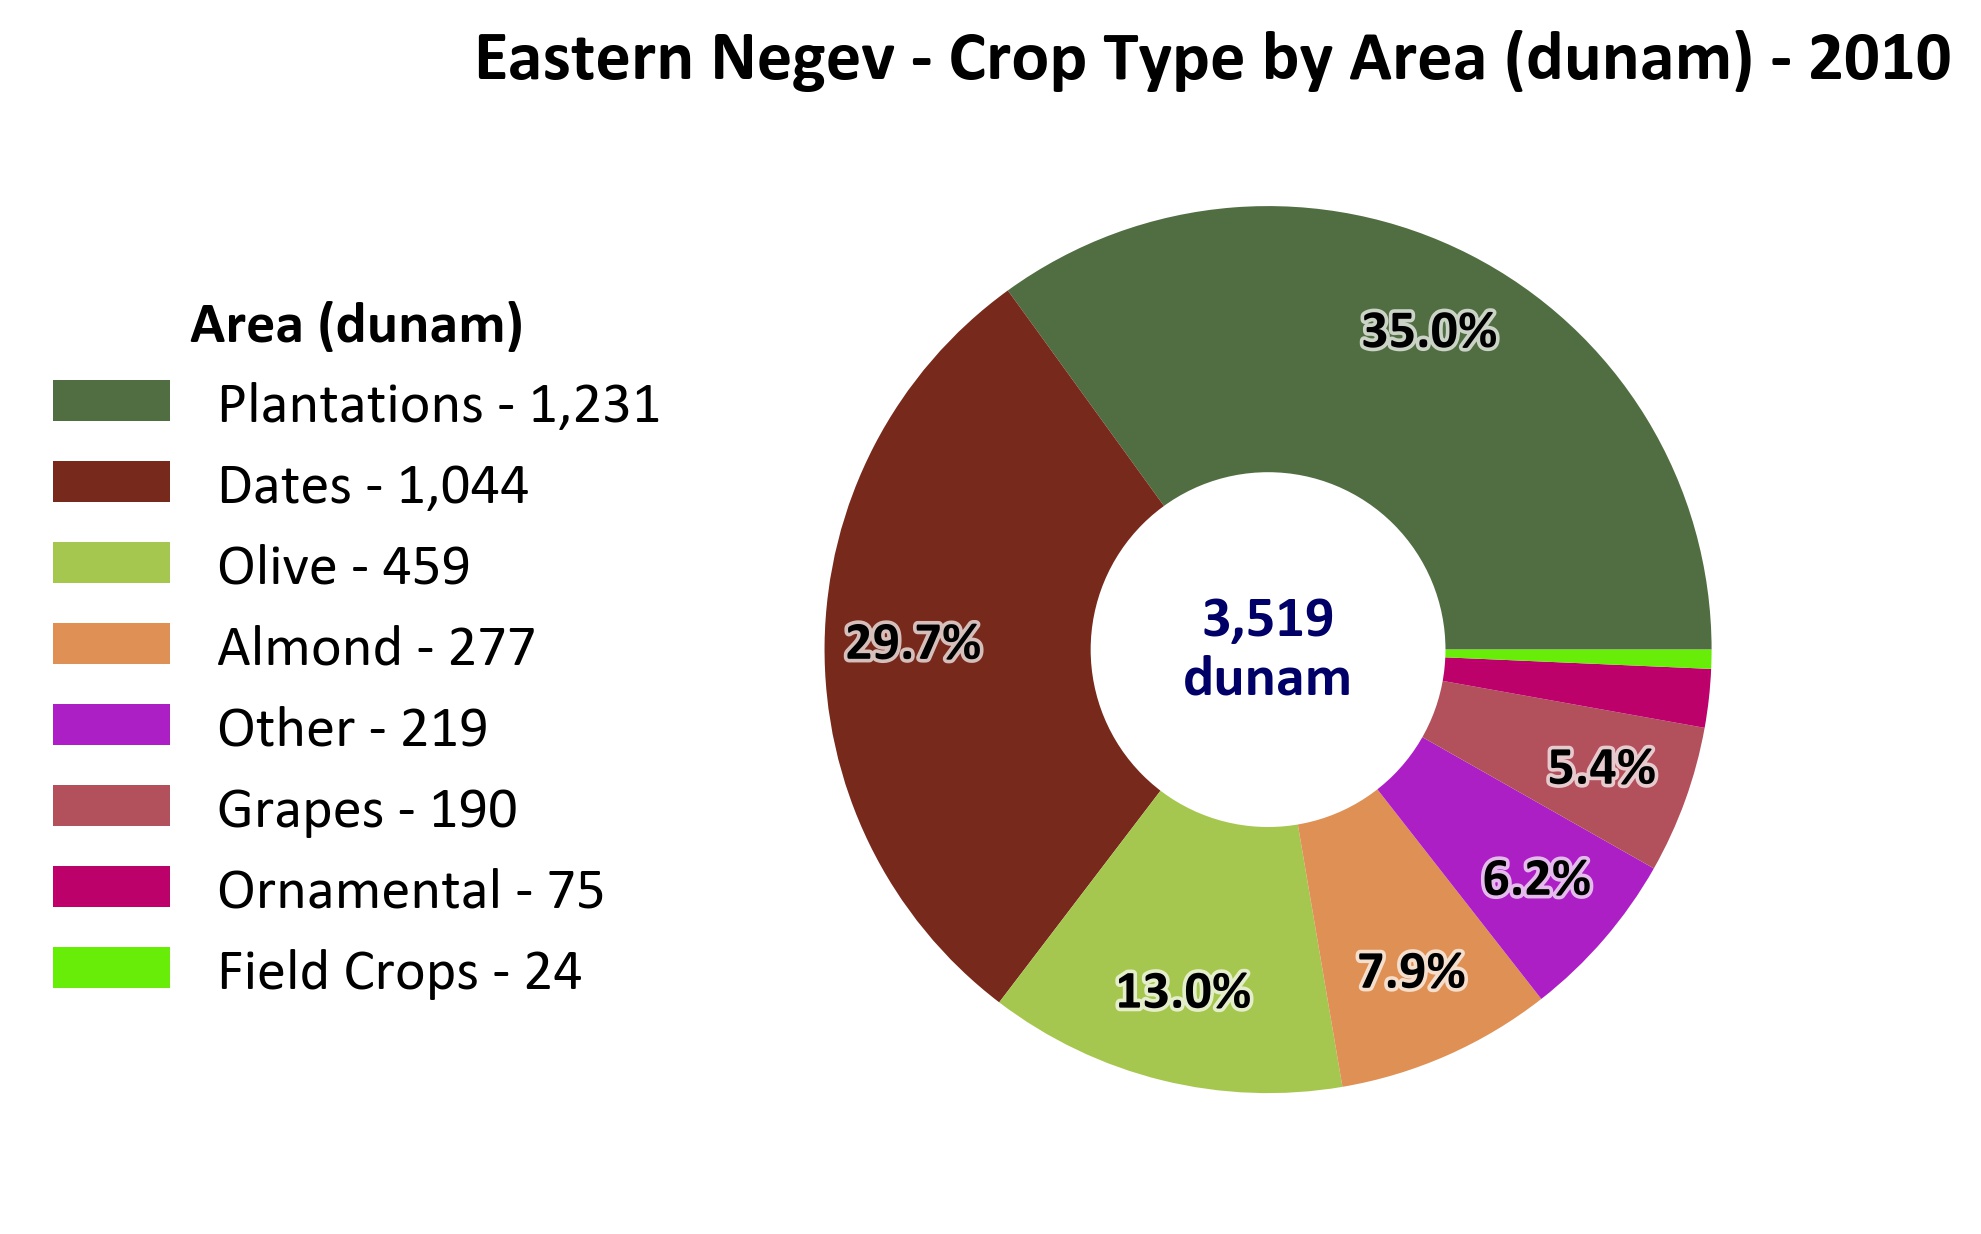 Eastern Negev - Crop Type by Area (dunam) - 2010
Area (dunam)
Plantations - 1,231
Dates - 1,044
Olive - 459
Almond - 277
Other - 219
Grapes - 190
Ornamental - 75
Field Crops - 24
35.0%
29.7%
3,519
dunam
5.4%
6.2%
7.9%
13.0%